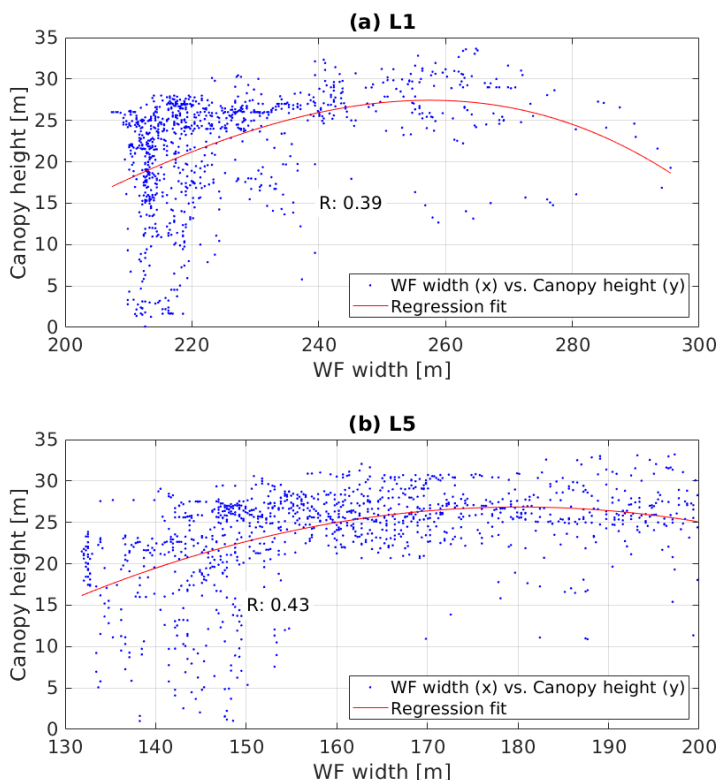 (a) L1
35
30
25
20
15
10
5
0
Canopy height [m]
R: 0.39
WF width (x) vs. Canopy height (y)
Regression fit
200 220 240 260 280 300
WF width [m]
(b) L5
35
30
25
20
15
10
5
0
Canopy height [m]
R: 0.43
WF width (x) vs. Canopy height (y)
Regression fit
130 140 150 160 170 180 190 200
WF width [m]